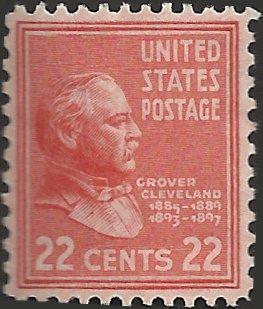 UNITED
STATES
POSTAGE
GROVER
CLEVELAND
1885-1889
1893-1897
22 CENTS 22